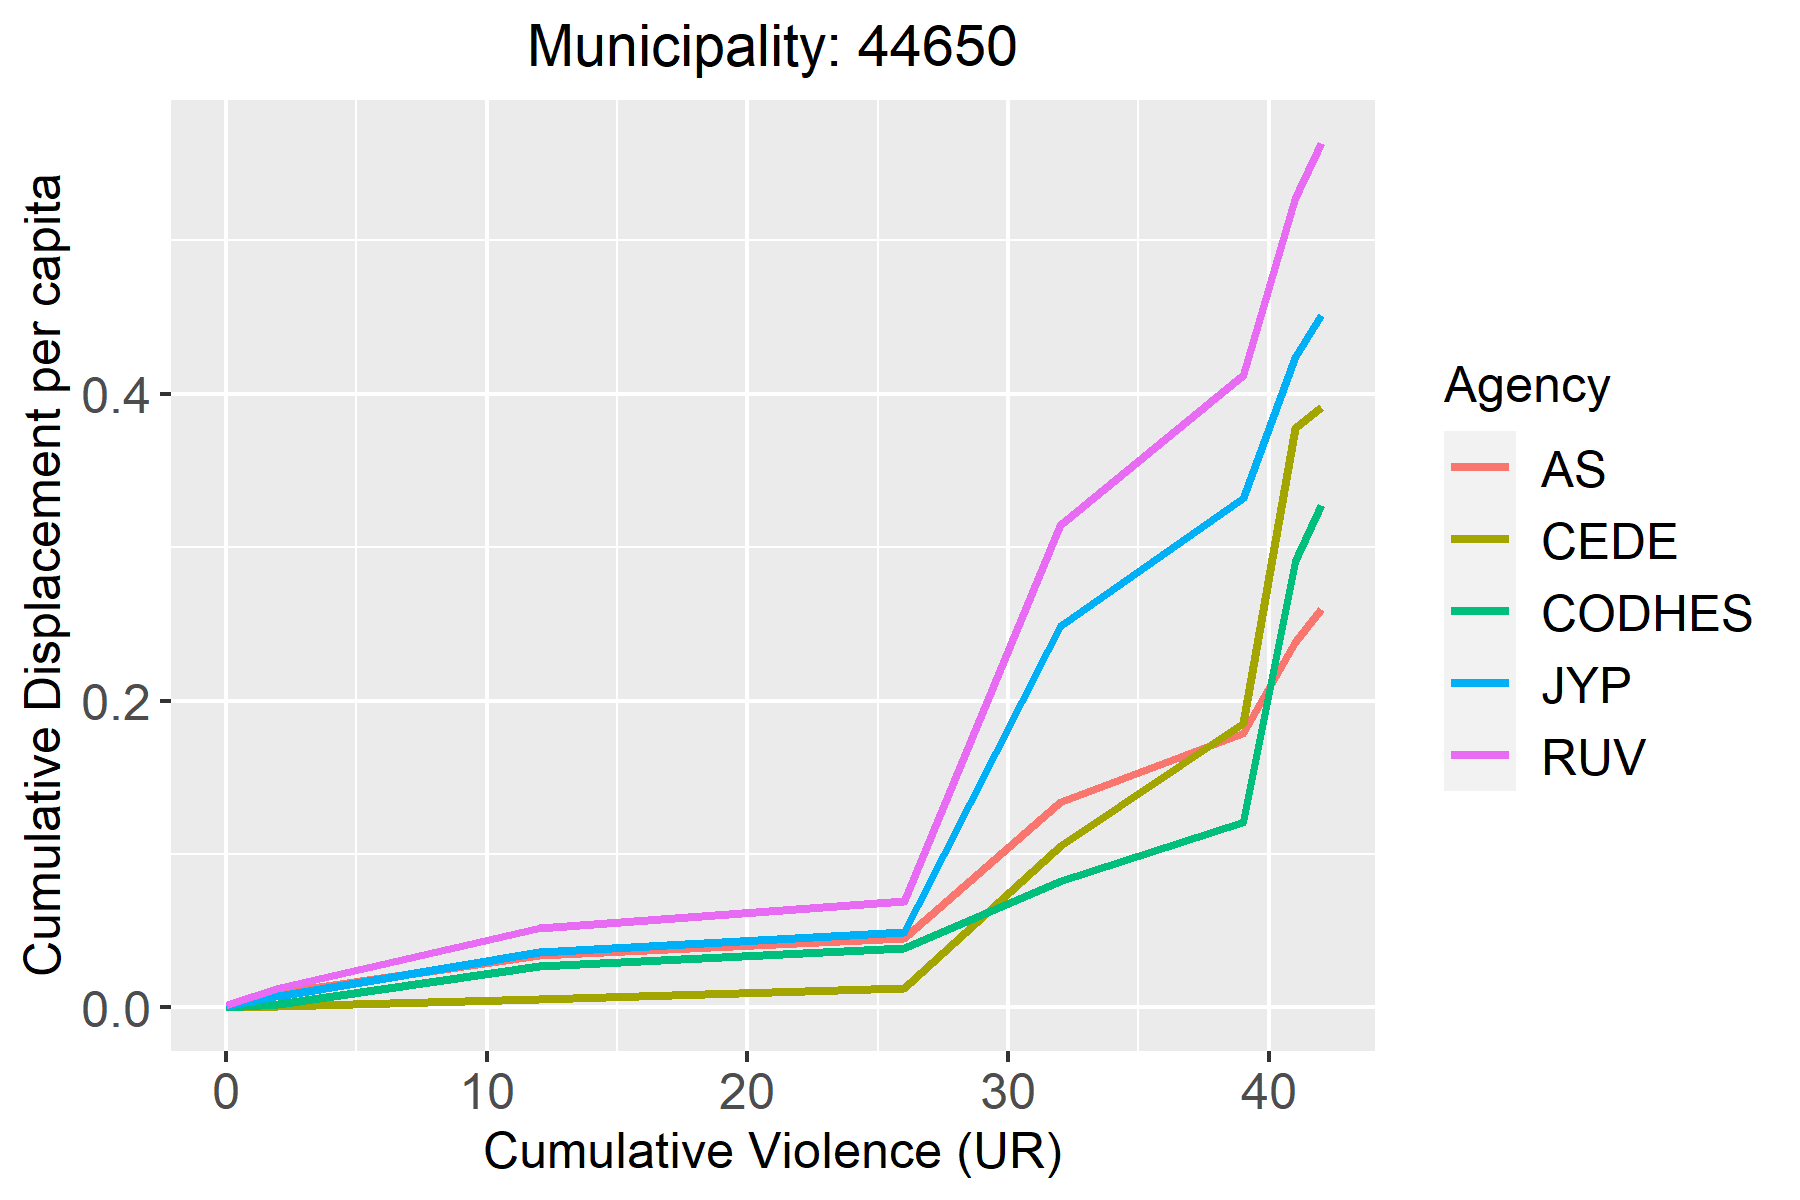 Municipality: 44650
Cumulative Displacement per capita
0.4
0.2
0.0
0 10 20 30 40
Cumulative Violence (UR)
Agency
AS
CEDE
CODHES
JYP
RUV